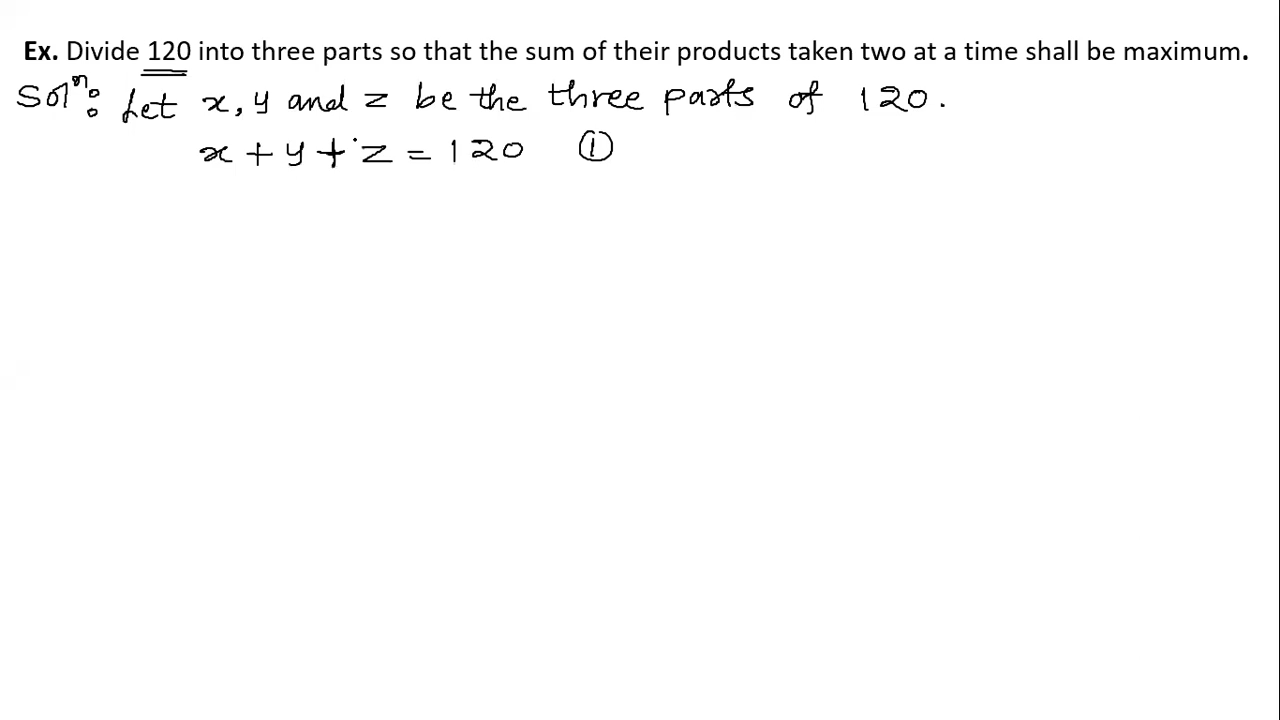 Ex. Divide 120 into three parts so that the sum of their products taken two at a time shall be maximum.
Solⁿ: Let x, y and z be the three parts of 120.
x + y + z = 120 ①